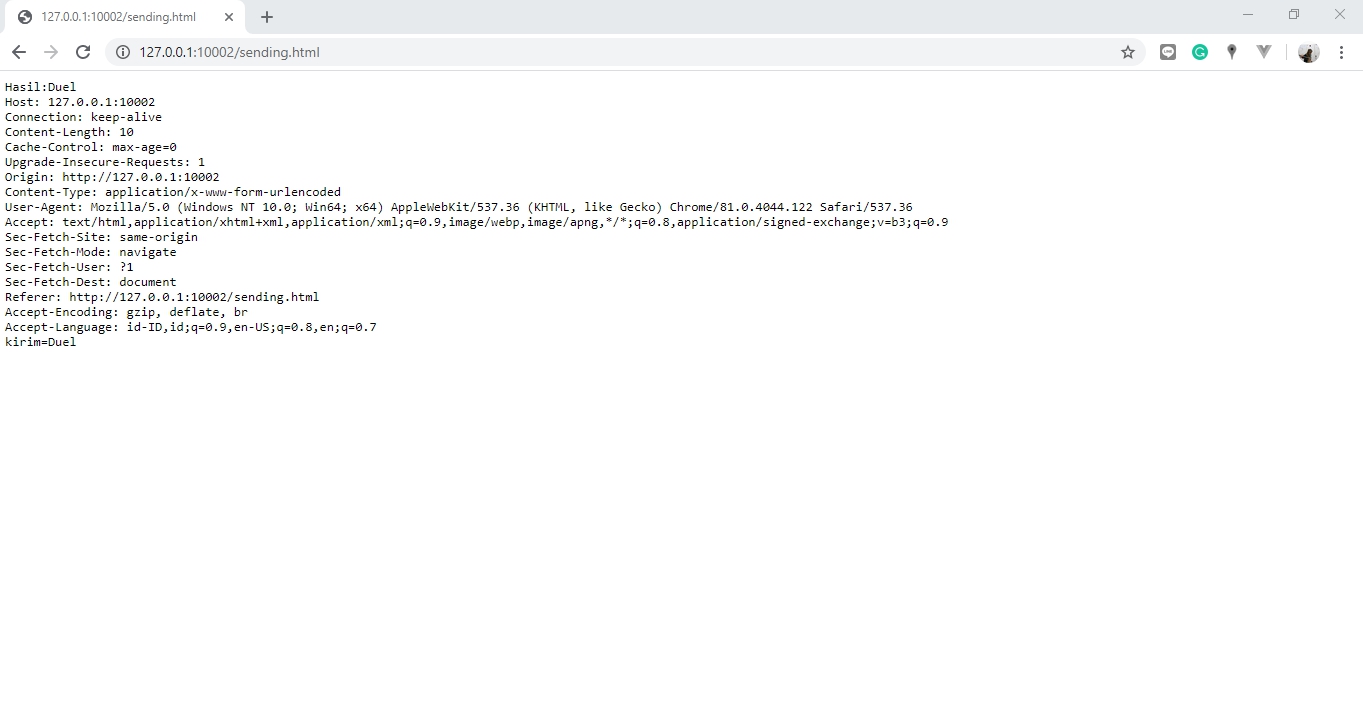 127.0.0.1:10002/sending.html
127.0.0.1:10002/sending.html
Hasil:Duel
Host: 127.0.0.1:10002
Connection: keep-alive
Content-Length: 10
Cache-Control: max-age=0
Upgrade-Insecure-Requests: 1
Origin: http://127.0.0.1:10002
Content-Type: application/x-www-form-urlencoded
User-Agent: Mozilla/5.0 (Windows NT 10.0; Win64; x64) AppleWebKit/537.36 (KHTML, like Gecko) Chrome/81.0.4044.122 Safari/537.36
Accept: text/html,application/xhtml+xml,application/xml;q=0.9,image/webp,image/apng,*/*;q=0.8,application/signed-exchange;v=b3;q=0.9
Sec-Fetch-Site: same-origin
Sec-Fetch-Mode: navigate
Sec-Fetch-User: ?1
Sec-Fetch-Dest: document
Referer: http://127.0.0.1:10002/sending.html
Accept-Encoding: gzip, deflate, br
Accept-Language: id-ID,id;q=0.9,en-US;q=0.8,en;q=0.7
kirim=Duel